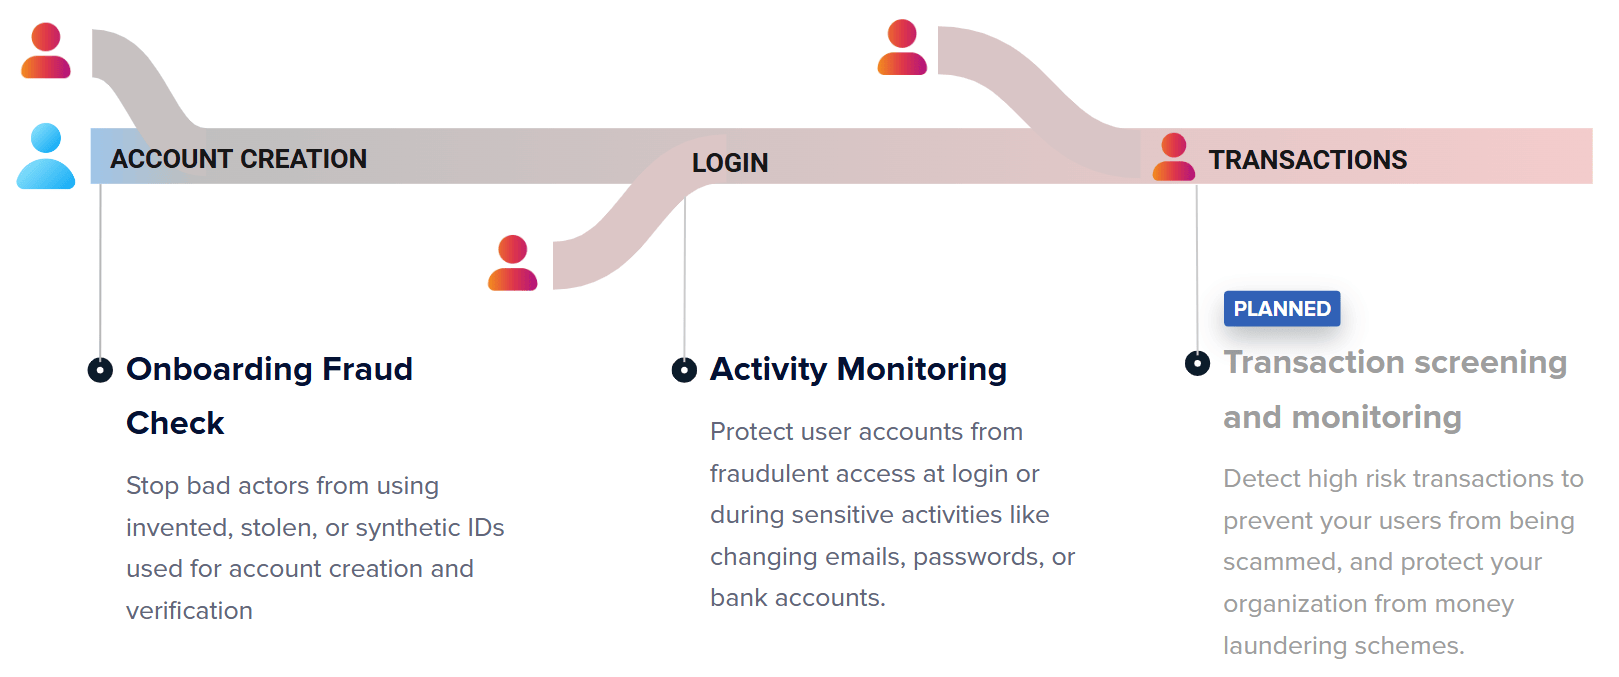 ACCOUNT CREATION
LOGIN
TRANSACTIONS
Onboarding Fraud
Check
Stop bad actors from using
invented, stolen, or synthetic IDs
used for account creation and
verification
Activity Monitoring
Protect user accounts from
fraudulent access at login or
during sensitive activities like
changing emails, passwords, or
bank accounts.
PLANNED
Transaction screening
and monitoring
Detect high risk transactions to
prevent your users from being
scammed, and protect your
organization from money
laundering schemes.